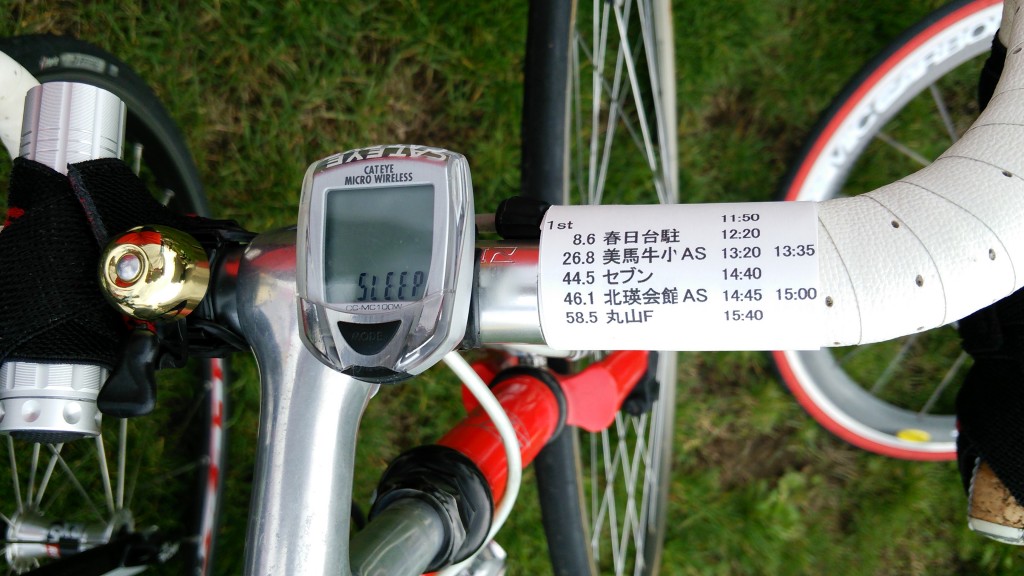 CATEYE
CATEYE
MICRO WIRELESS
SLEEP
CC-MC100W
MODE
1st 11:50
8.6 春日台駐 12:20
26.8 美馬牛小AS 13:20 13:35
44.5 セブン 14:40
46.1 北瑛会館AS 14:45 15:00
58.5 丸山F 15:40